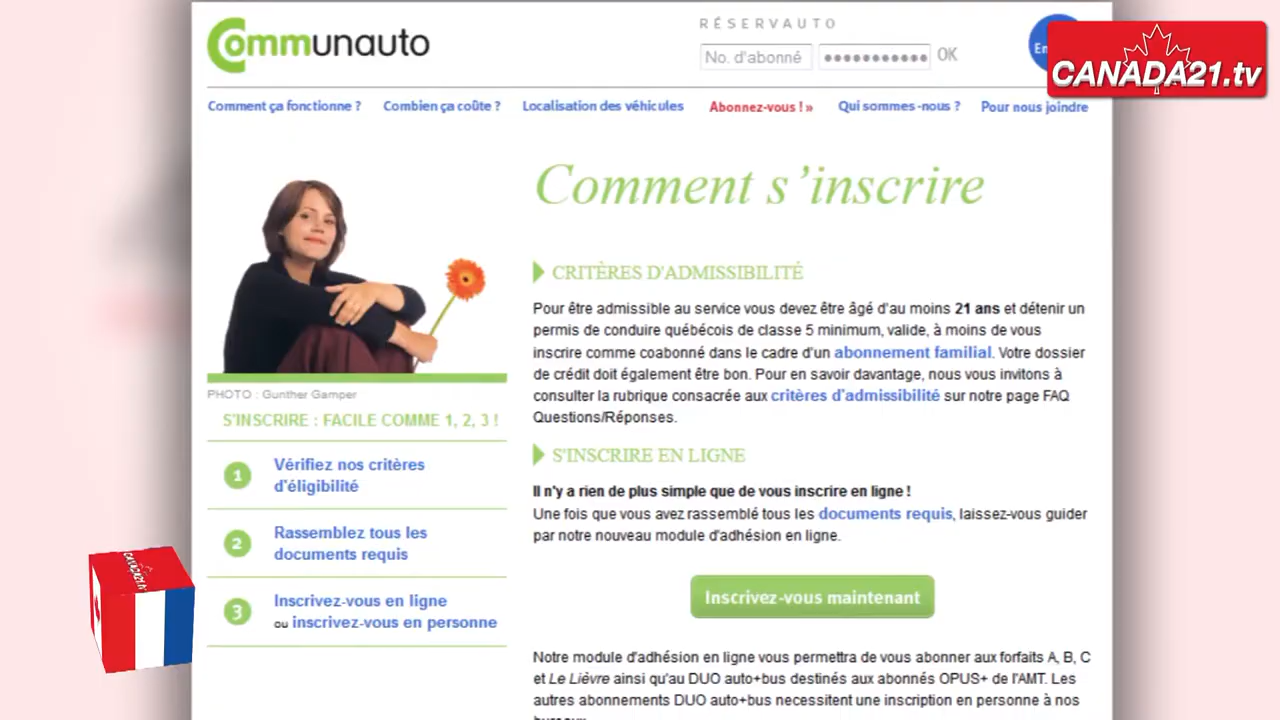 Communauto
RÉSERVAUTO
No. d'abonné
OK
En
CANADA21.tv
Comment ça fonctionne ?
Combien ça coûte ?
Localisation des véhicules
Abonnez-vous ! »
Qui sommes-nous ?
Pour nous joindre
Comment s'inscrire
CRITÈRES D'ADMISSIBILITÉ
Pour être admissible au service vous devez être âgé d'au moins 21 ans et détenir un
permis de conduire québécois de classe 5 minimum, valide, à moins de vous
inscrire comme coabonné dans le cadre d'un abonnement familial. Votre dossier
de crédit doit également être bon. Pour en savoir davantage, nous vous invitons à
consulter la rubrique consacrée aux critères d'admissibilité sur notre page FAQ
Questions/Réponses.
PHOTO : Gunther Gamper
S'INSCRIRE : FACILE COMME 1, 2, 3 !
1
Vérifiez nos critères
d'éligibilité
2
Rassemblez tous les
documents requis
3
Inscrivez-vous en ligne
ou inscrivez-vous en personne
S'INSCRIRE EN LIGNE
Il n'y a rien de plus simple que de vous inscrire en ligne !
Une fois que vous avez rassemblé tous les documents requis, laissez-vous guider
par notre nouveau module d'adhésion en ligne.
Inscrivez-vous maintenant
Notre module d'adhésion en ligne vous permettra de vous abonner aux forfaits A, B, C
et Le Lièvre ainsi qu'au DUO auto+bus destinés aux abonnés OPUS+ de l'AMT. Les
autres abonnements DUO auto+bus necessitent une inscription en personne à nos
CANADA21.tv